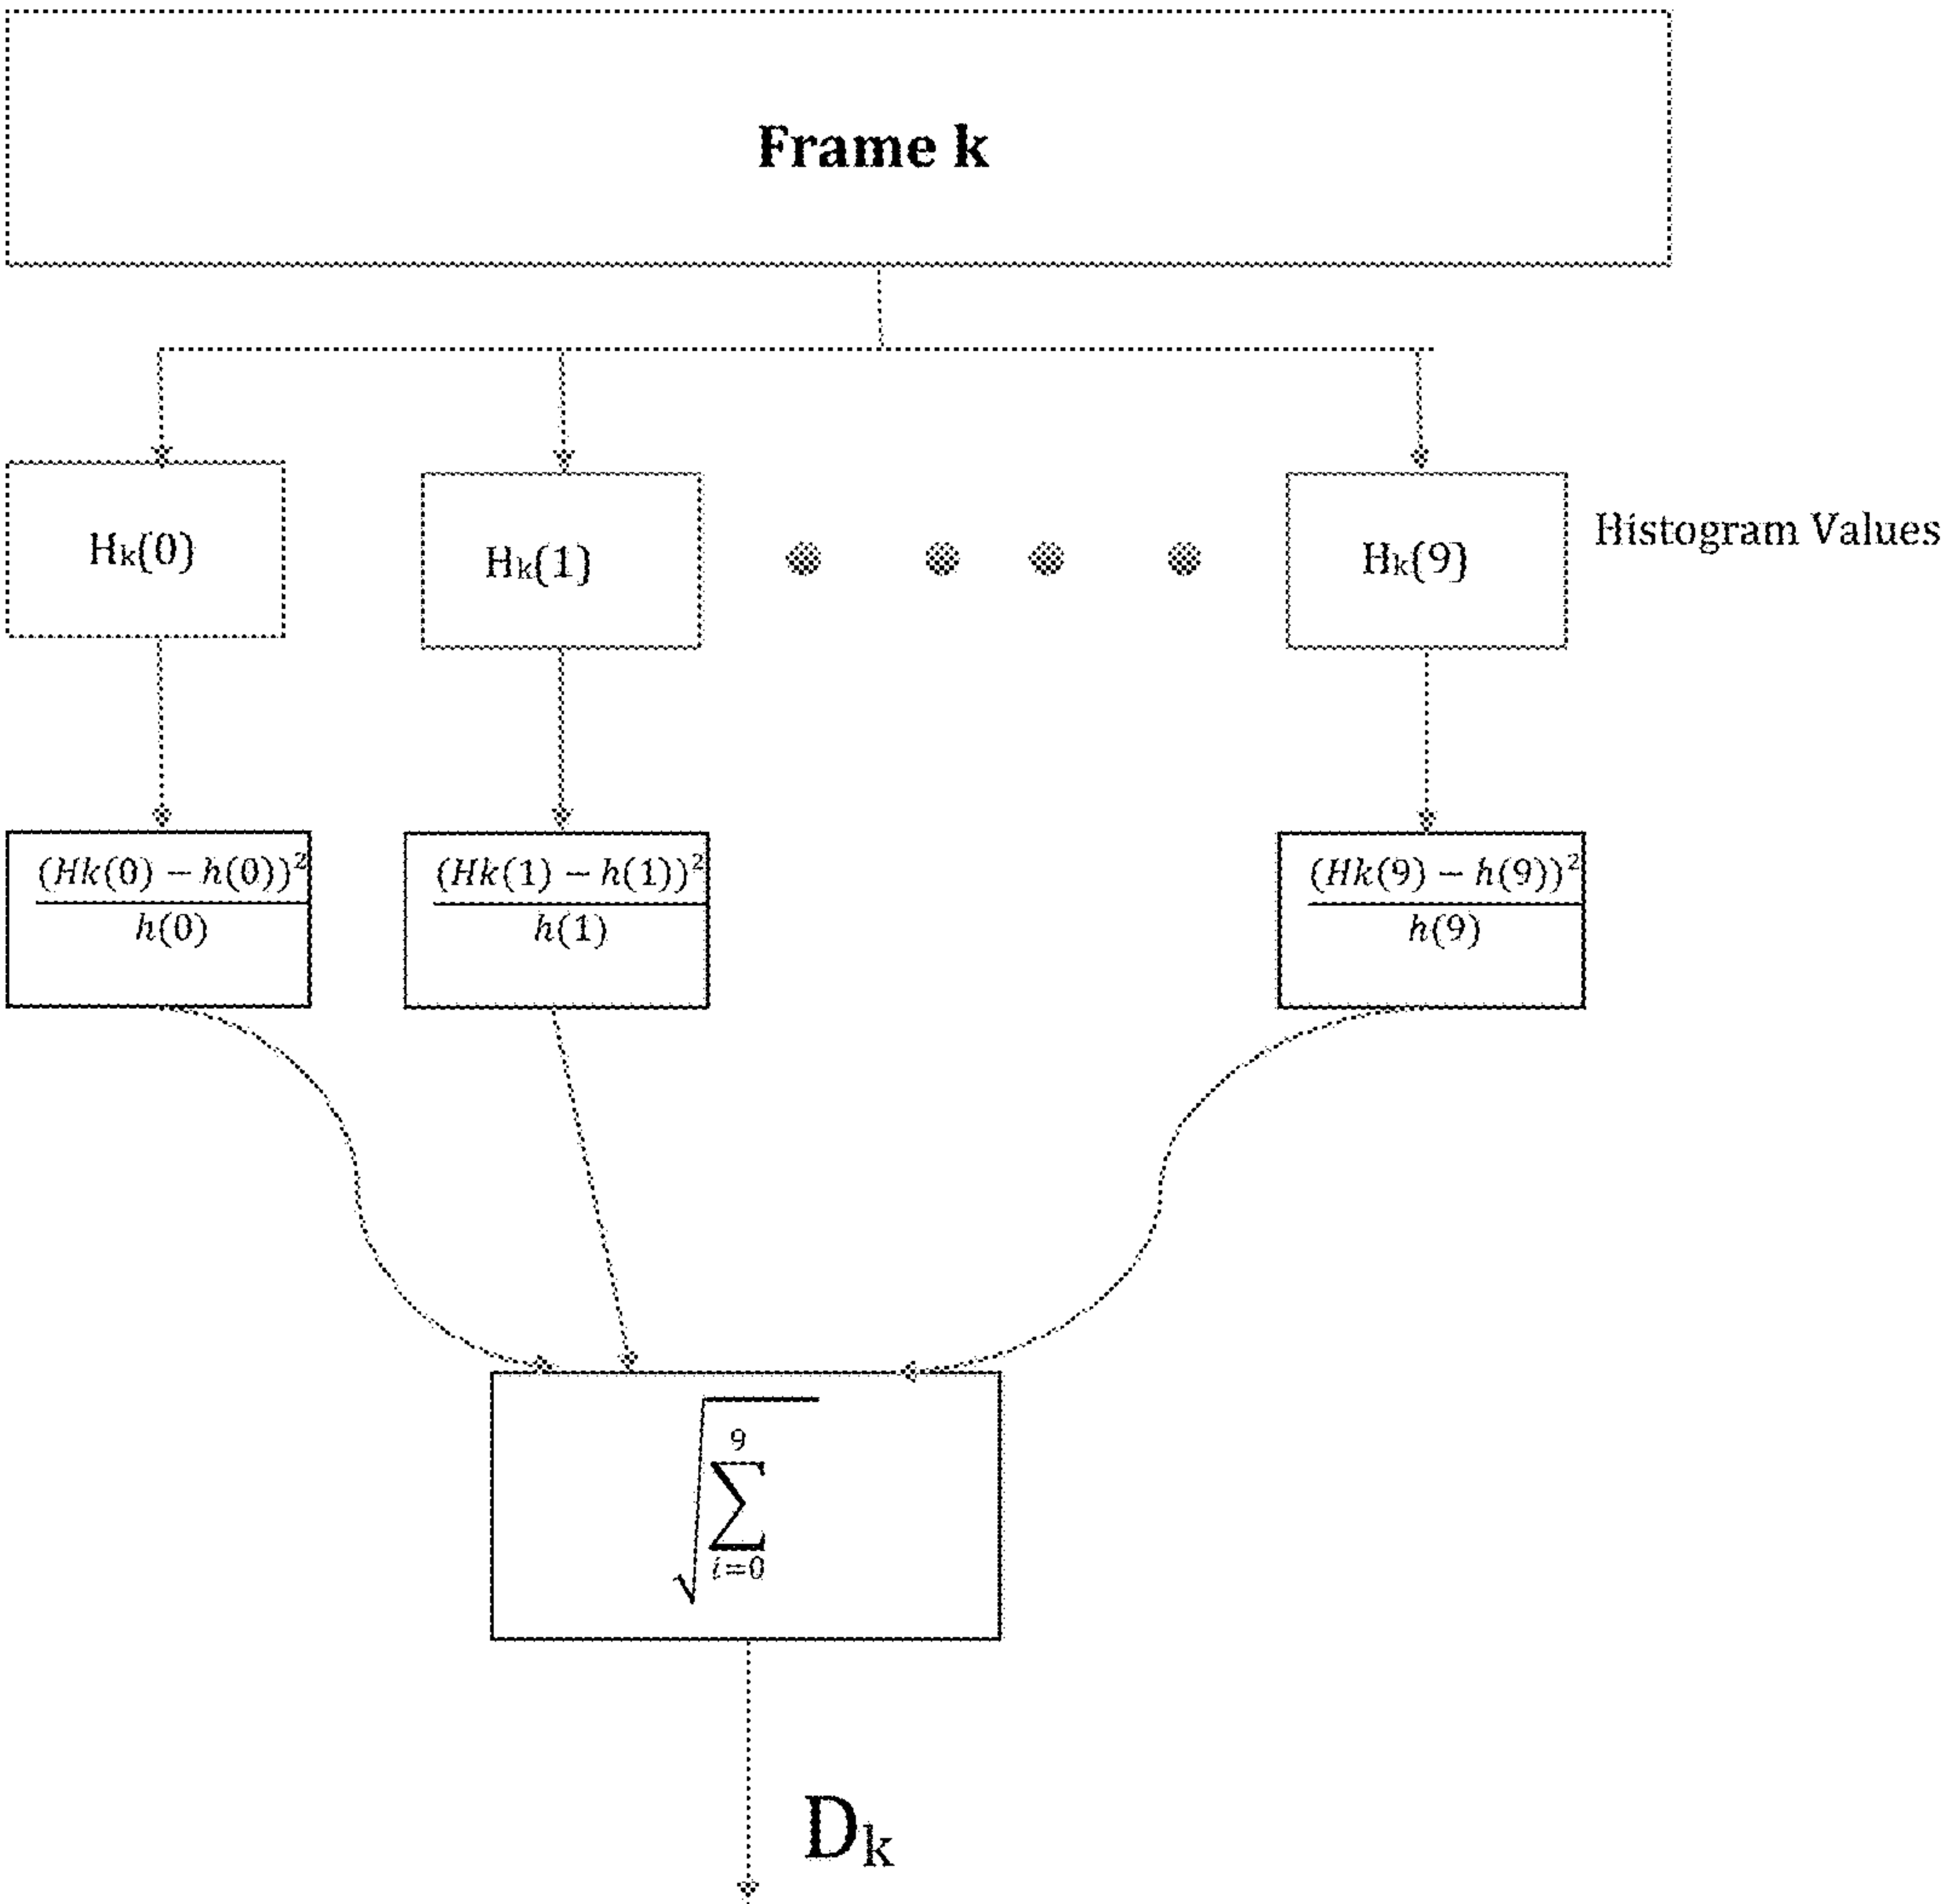 Frame k
Hk(0)
Hk(1)
Hk(9)
Histogram Values
(Hk(0) − h(0))²
h(0)
(Hk(1) − h(1))²
h(1)
(Hk(9) − h(9))²
h(9)
9
√∑
i=0
Dk